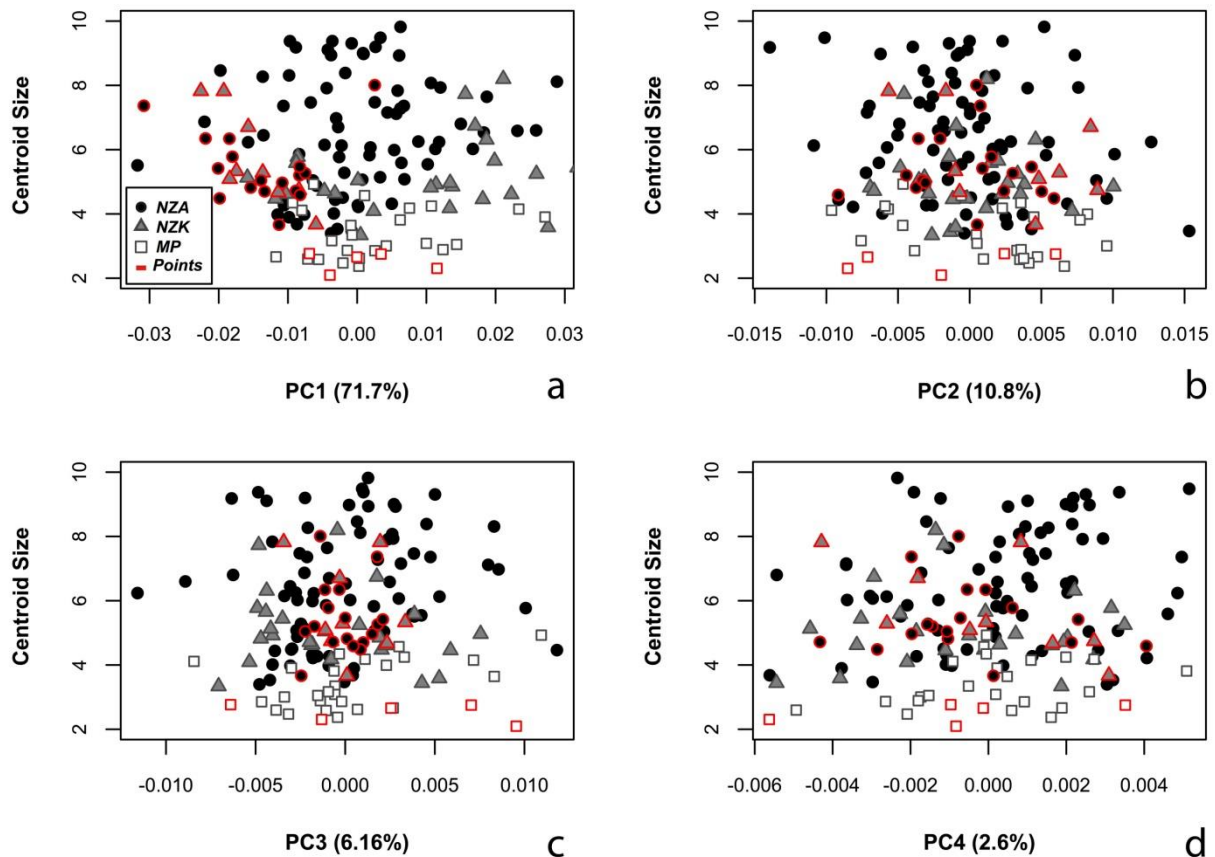 Centroid Size
10
8
6
4
2
NZA
NZK
MP
Points
-0.03 -0.02 -0.01 0.00 0.01 0.02 0.03
PC1 (71.7%)
a
Centroid Size
10
8
6
4
2
-0.015 -0.010 -0.005 0.000 0.005 0.010 0.015
PC2 (10.8%)
b
Centroid Size
10
8
6
4
2
-0.010 -0.005 0.000 0.005 0.010
PC3 (6.16%)
c
Centroid Size
10
8
6
4
2
-0.006 -0.004 -0.002 0.000 0.002 0.004
PC4 (2.6%)
d